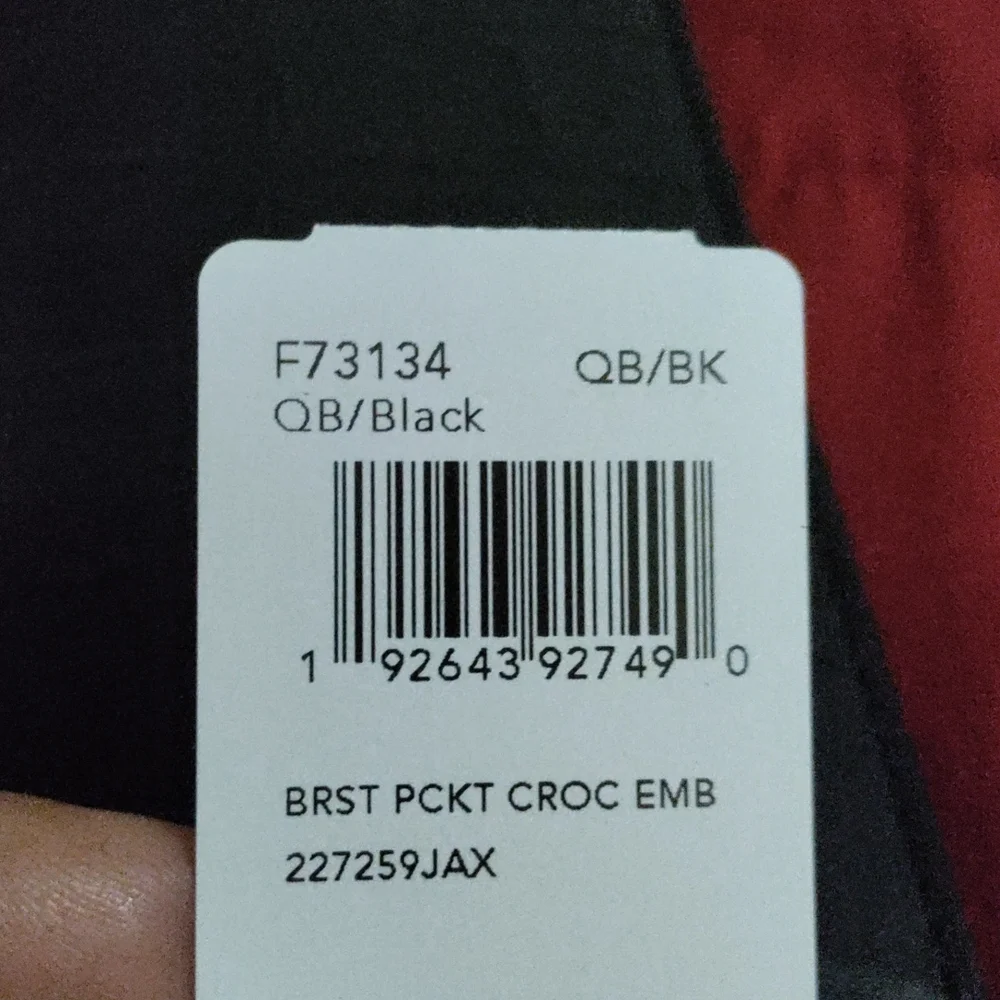 F73134 QB/BK
QB/Black
1 92643 92749 0
BRST PCKT CROC EMB
227259JAX